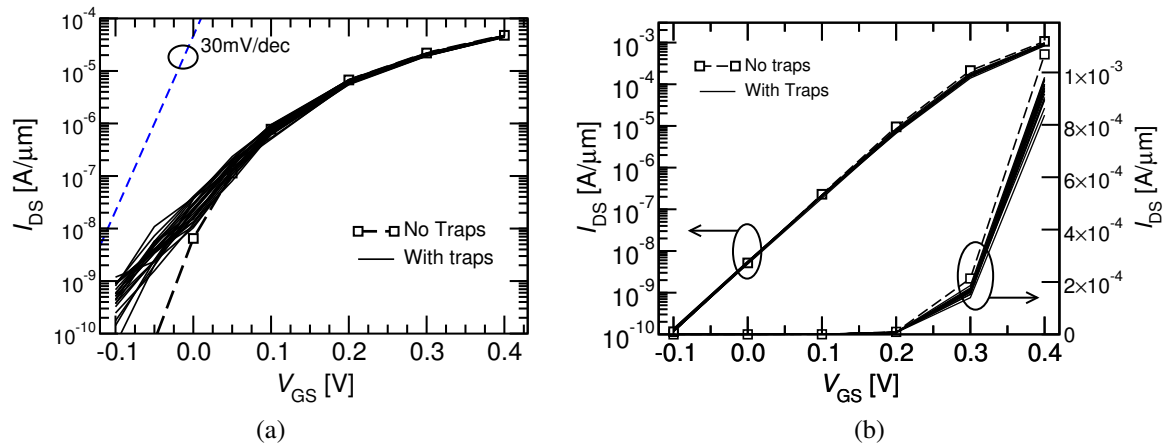 10⁻⁴
10⁻⁵
10⁻⁶
10⁻⁷
10⁻⁸
10⁻⁹
10⁻¹⁰
I_DS [A/μm]
30mV/dec
No Traps
With traps
-0.1 0.0 0.1 0.2 0.3 0.4
V_GS [V]
(a)
10⁻³
10⁻⁴
10⁻⁵
10⁻⁶
10⁻⁷
10⁻⁸
10⁻⁹
10⁻¹⁰
I_DS [A/μm]
No traps
With Traps
1×10⁻³
8×10⁻⁴
6×10⁻⁴
4×10⁻⁴
2×10⁻⁴
0
I_DS [A/μm]
-0.1 0.0 0.1 0.2 0.3 0.4
V_GS [V]
(b)